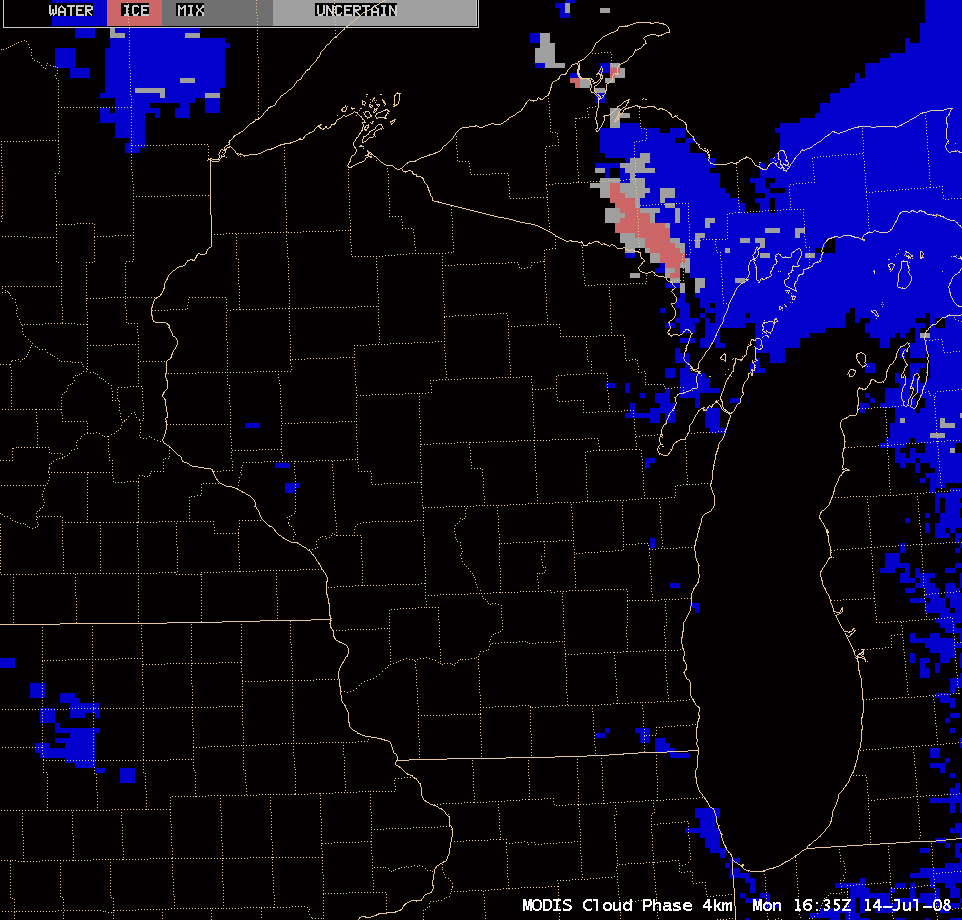 WATER ICE MIX UNCERTAIN
MODIS Cloud Phase 4km Mon 16:35Z 14-Jul-08